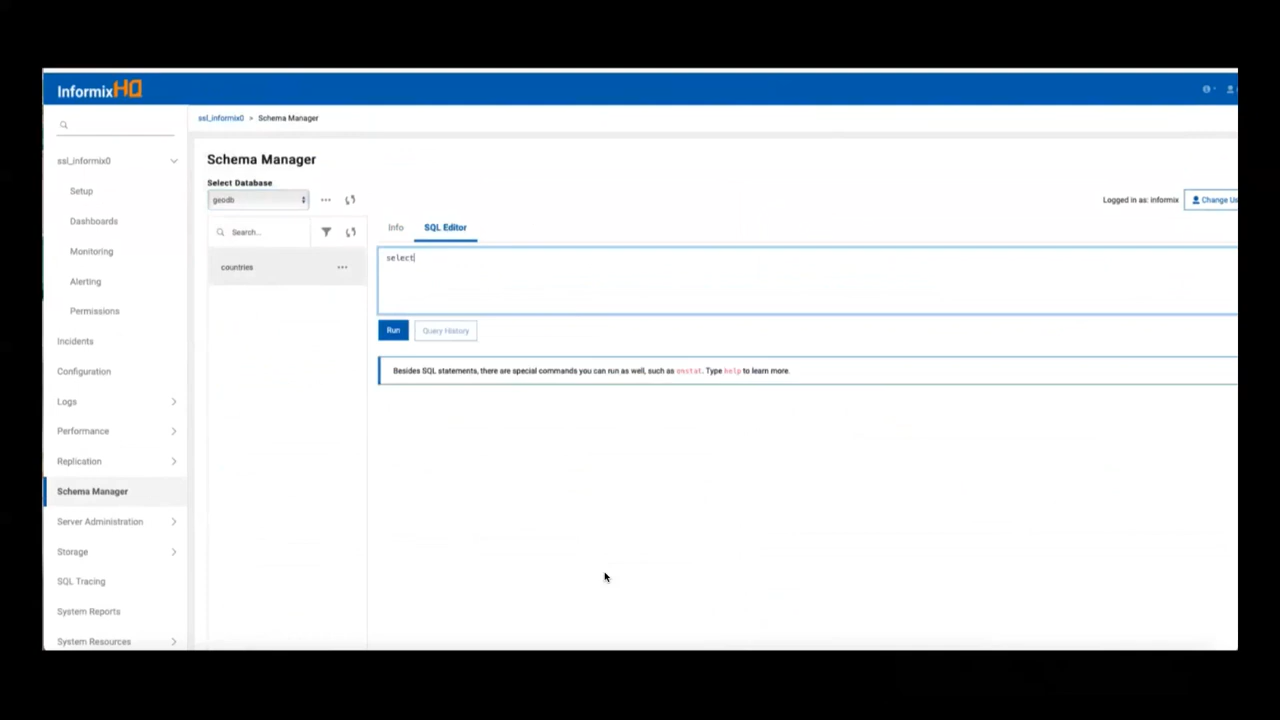 InformixHQ
ssl_informix0 > Schema Manager
ssl_informix0
Setup
Dashboards
Monitoring
Alerting
Permissions
Incidents
Configuration
Logs
Performance
Replication
Schema Manager
Server Administration
Storage
SQL Tracing
System Reports
System Resources
Schema Manager
Select Database
geodb
Logged in as: informix
Change Us
Search...
countries
Info
SQL Editor
select
Run
Query History
Besides SQL statements, there are special commands you can run as well, such as onstat. Type help to learn more.